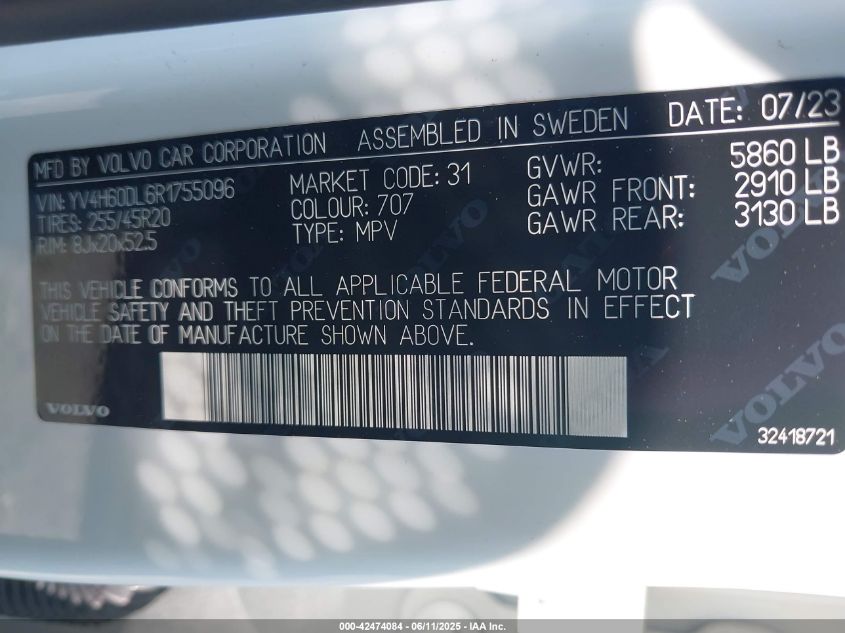 MFD BY VOLVO CAR CORPORATION ASSEMBLED IN SWEDEN DATE: 07/23
VIN: YV4H60DL6R1755096 MARKET CODE: 31 GVWR: 5860 LB
TIRES: 255/45R20 COLOUR: 707 GAWR FRONT: 2910 LB
RIM: 8Jx20x52.5 TYPE: MPV GAWR REAR: 3130 LB
THIS VEHICLE CONFORMS TO ALL APPLICABLE FEDERAL MOTOR
VEHICLE SAFETY AND THEFT PREVENTION STANDARDS IN EFFECT
ON THE DATE OF MANUFACTURE SHOWN ABOVE.
VOLVO
VOLVO
VOLVO
VOLVO
32418721
000-42474084 - 06/11/2025 - IAA Inc.